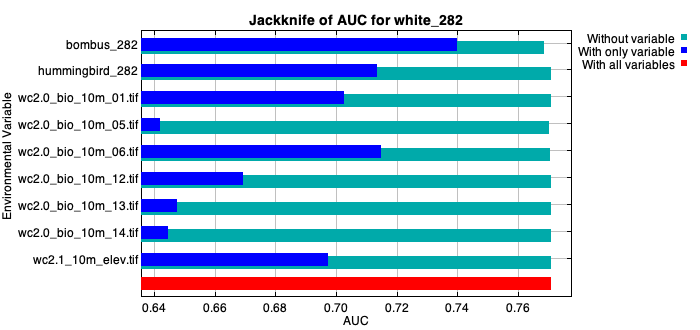 Jackknife of AUC for white_282
Without variable
With only variable
With all variables
Environmental Variable
bombus_282
hummingbird_282
wc2.0_bio_10m_01.tif
wc2.0_bio_10m_05.tif
wc2.0_bio_10m_06.tif
wc2.0_bio_10m_12.tif
wc2.0_bio_10m_13.tif
wc2.0_bio_10m_14.tif
wc2.1_10m_elev.tif
0.64 0.66 0.68 0.70 0.72 0.74 0.76
AUC